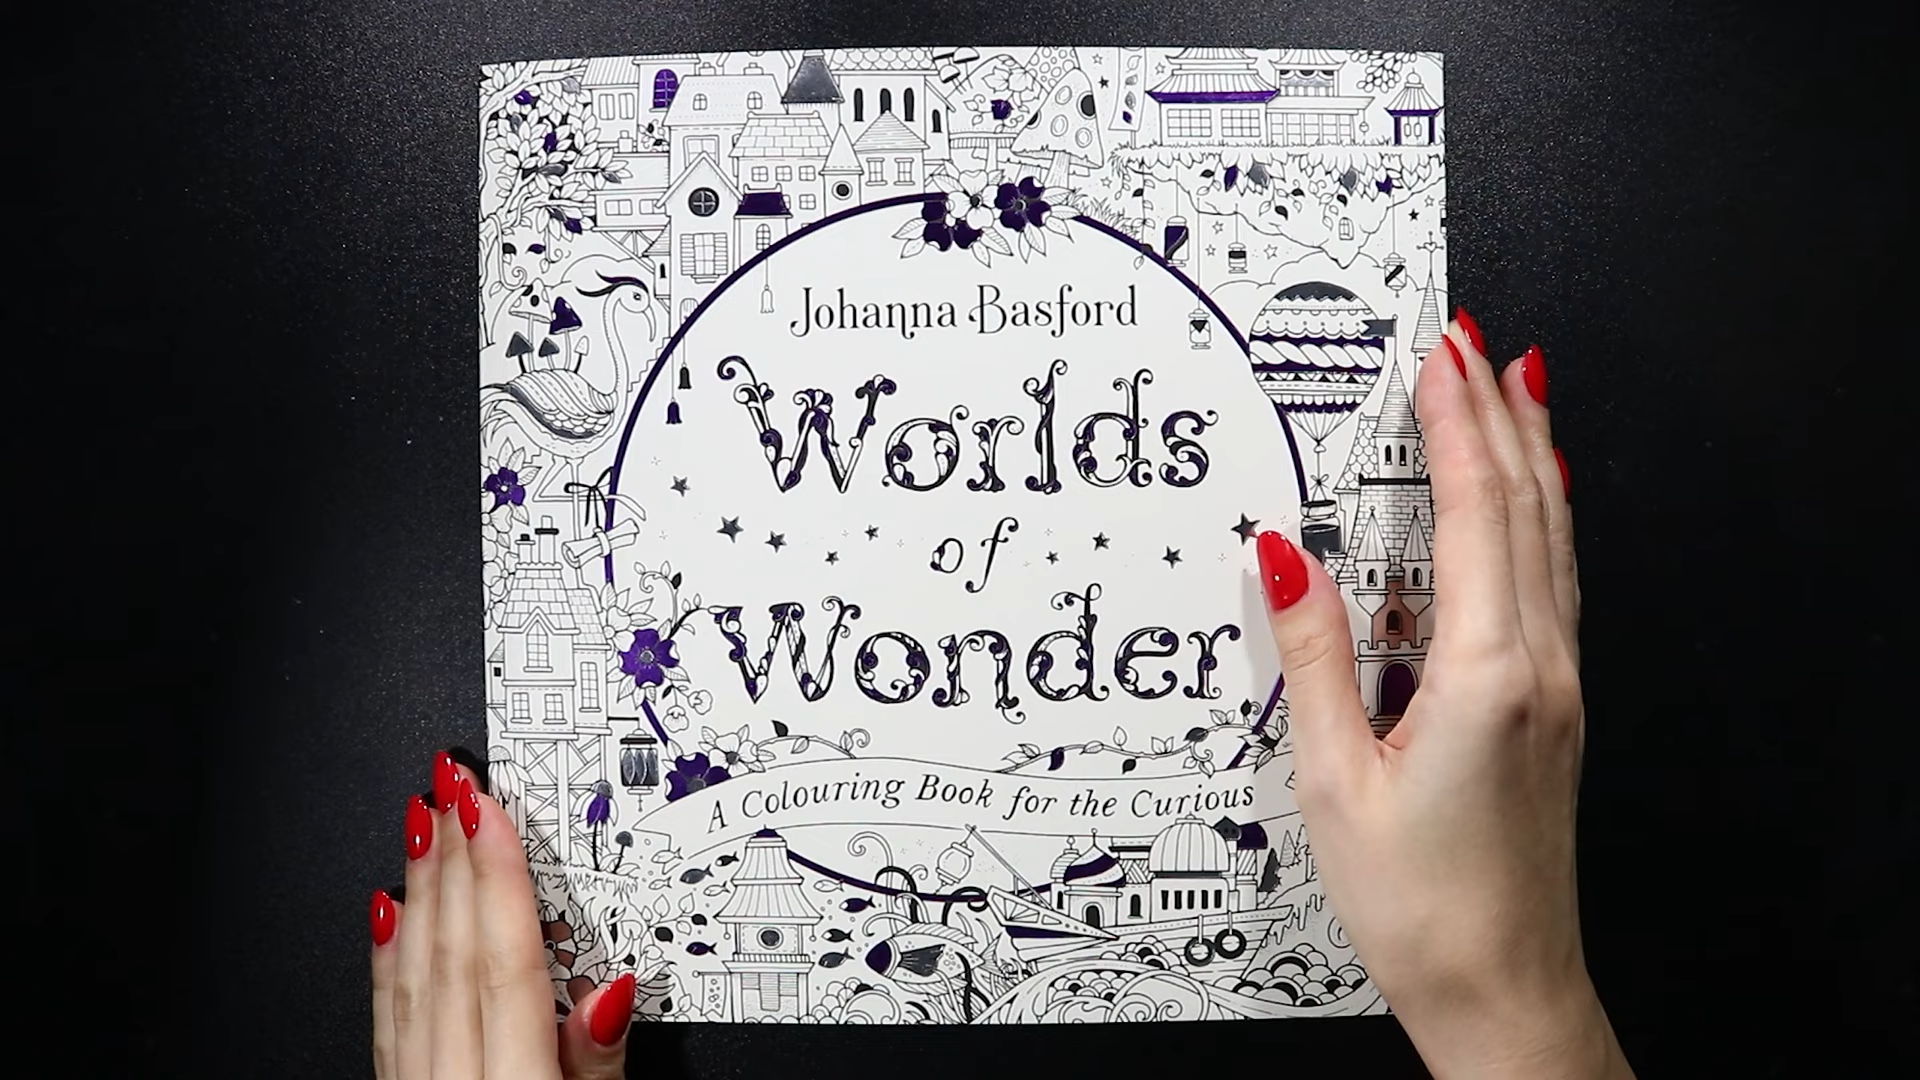 Johanna Basford
Worlds
of
Wonder
A Colouring Book for the Curious